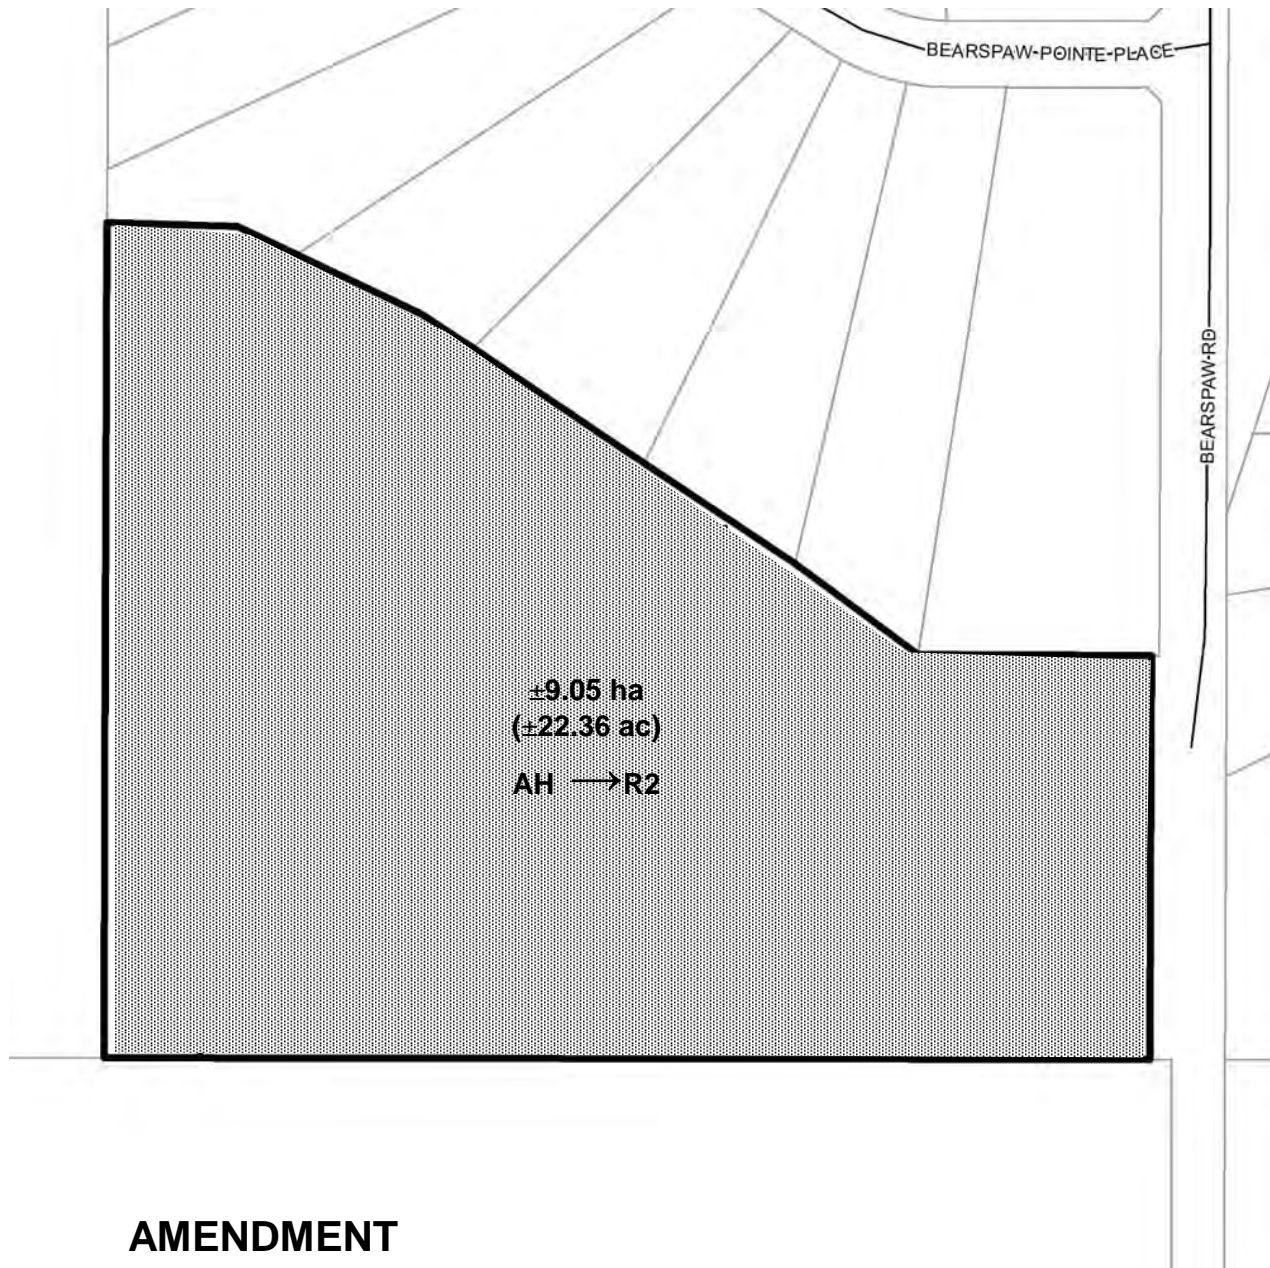 BEARSPAW-POINTE-PLACE
BEARSPAW-RD
±9.05 ha
(±22.36 ac)
AH → R2
AMENDMENT